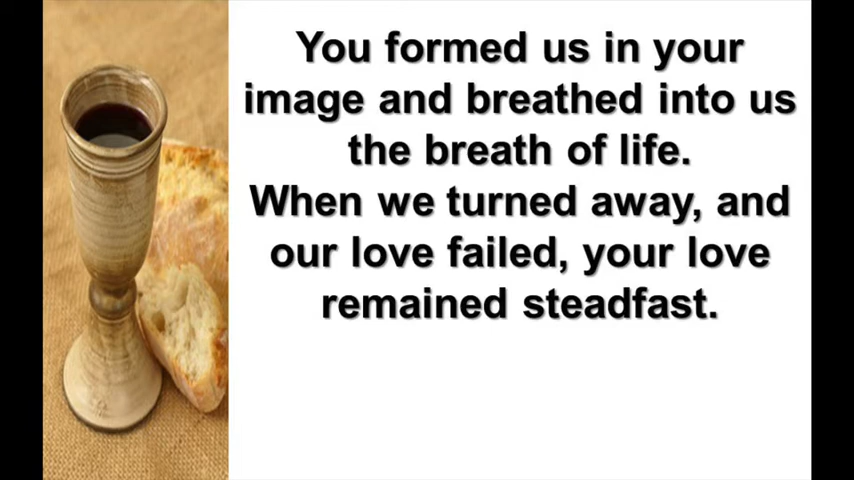 You formed us in your
image and breathed into us
the breath of life.
When we turned away, and
our love failed, your love
remained steadfast.